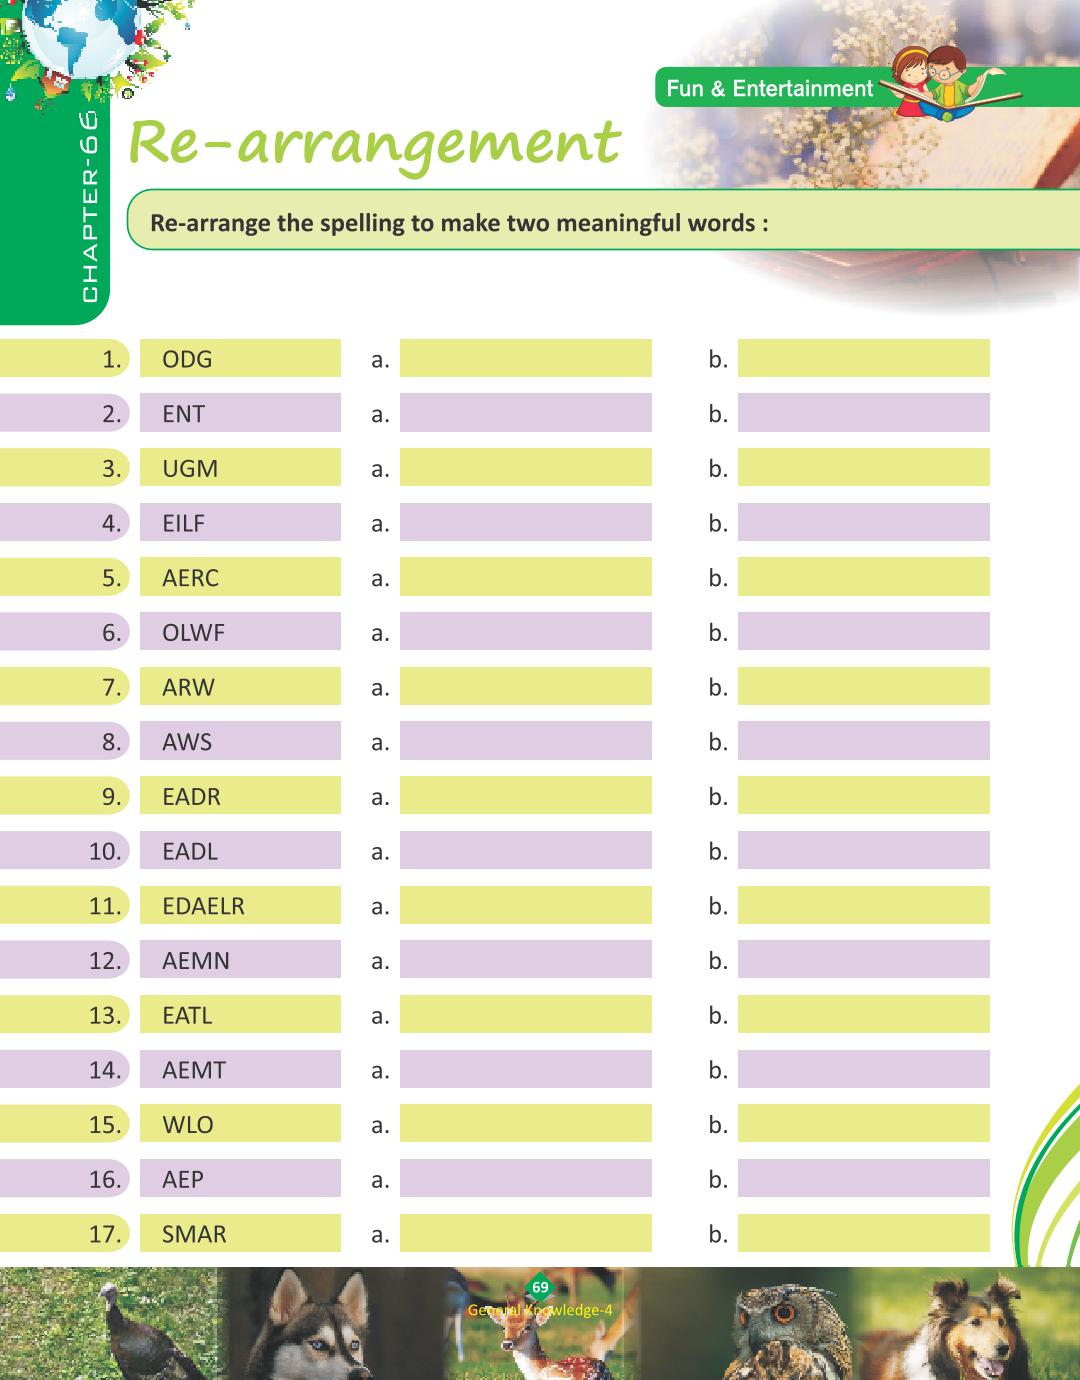 CHAPTER-66
Fun & Entertainment
Re-arrangement
Re-arrange the spelling to make two meaningful words :
1. ODG a. b.
2. ENT a. b.
3. UGM a. b.
4. EILF a. b.
5. AERC a. b.
6. OLWF a. b.
7. ARW a. b.
8. AWS a. b.
9. EADR a. b.
10. EADL a. b.
11. EDAELR a. b.
12. AEMN a. b.
13. EATL a. b.
14. AEMT a. b.
15. WLO a. b.
16. AEP a. b.
17. SMAR a. b.
69
General Knowledge-4